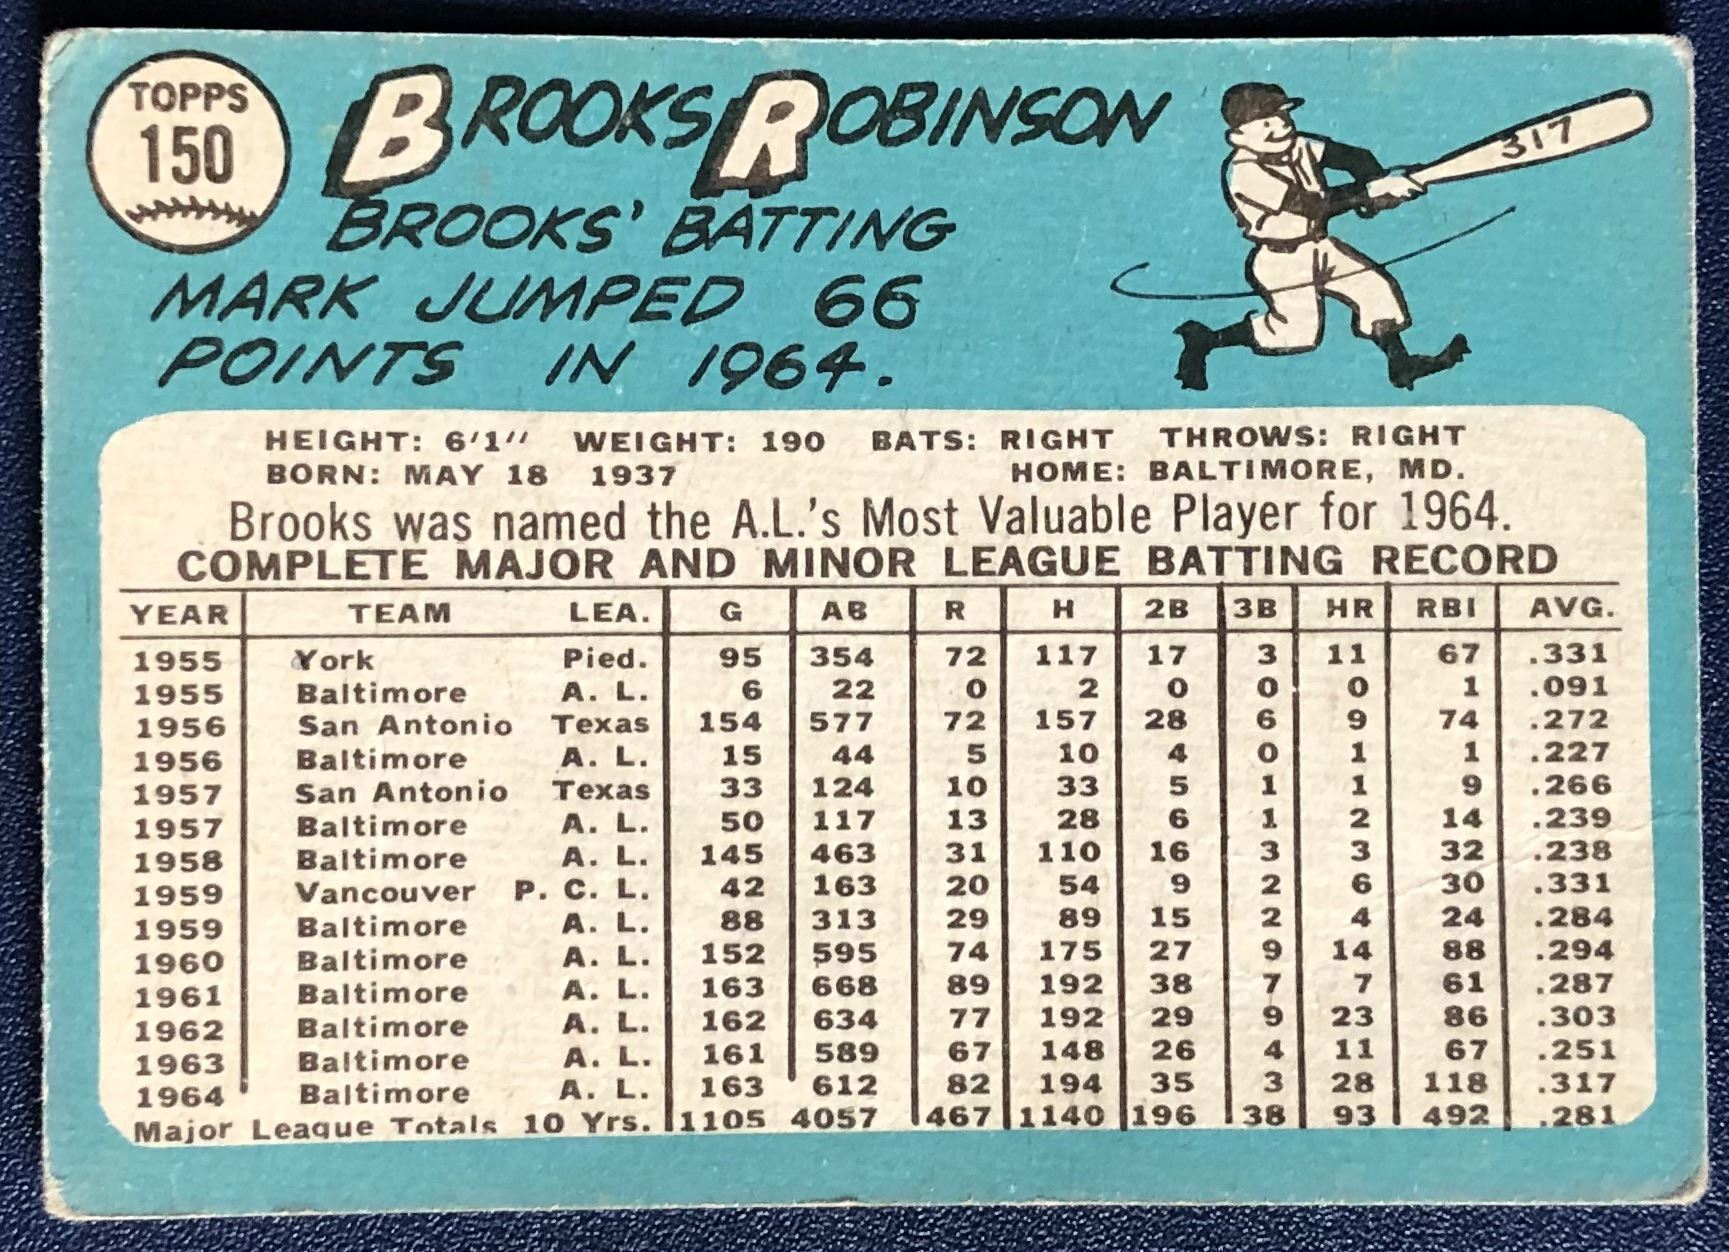 TOPPS
150
BROOKS ROBINSON
317
BROOKS' BATTING
MARK JUMPED 66
POINTS IN 1964.
HEIGHT: 6'1" WEIGHT: 190 BATS: RIGHT THROWS: RIGHT
BORN: MAY 18 1937 HOME: BALTIMORE, MD.
Brooks was named the A.L.'s Most Valuable Player for 1964.
COMPLETE MAJOR AND MINOR LEAGUE BATTING RECORD
YEAR TEAM LEA. G AB R H 2B 3B HR RBI AVG.
1955 York Pied. 95 354 72 117 17 3 11 67 .331
1955 Baltimore A. L. 6 22 0 2 0 0 0 1 .091
1956 San Antonio Texas 154 577 72 157 28 6 9 74 .272
1956 Baltimore A. L. 15 44 5 10 4 0 1 1 .227
1957 San Antonio Texas 33 124 10 33 5 1 1 9 .266
1957 Baltimore A. L. 50 117 13 28 6 1 2 14 .239
1958 Baltimore A. L. 145 463 31 110 16 3 3 32 .238
1959 Vancouver P. C. L. 42 163 20 54 9 2 6 30 .331
1959 Baltimore A. L. 88 313 29 89 15 2 4 24 .284
1960 Baltimore A. L. 152 595 74 175 27 9 14 88 .294
1961 Baltimore A. L. 163 668 89 192 38 7 7 61 .287
1962 Baltimore A. L. 162 634 77 192 29 9 23 86 .303
1963 Baltimore A. L. 161 589 67 148 26 4 11 67 .251
1964 Baltimore A. L. 163 612 82 194 35 3 28 118 .317
Major League Totals 10 Yrs. 1105 4057 467 1140 196 38 93 492 .281